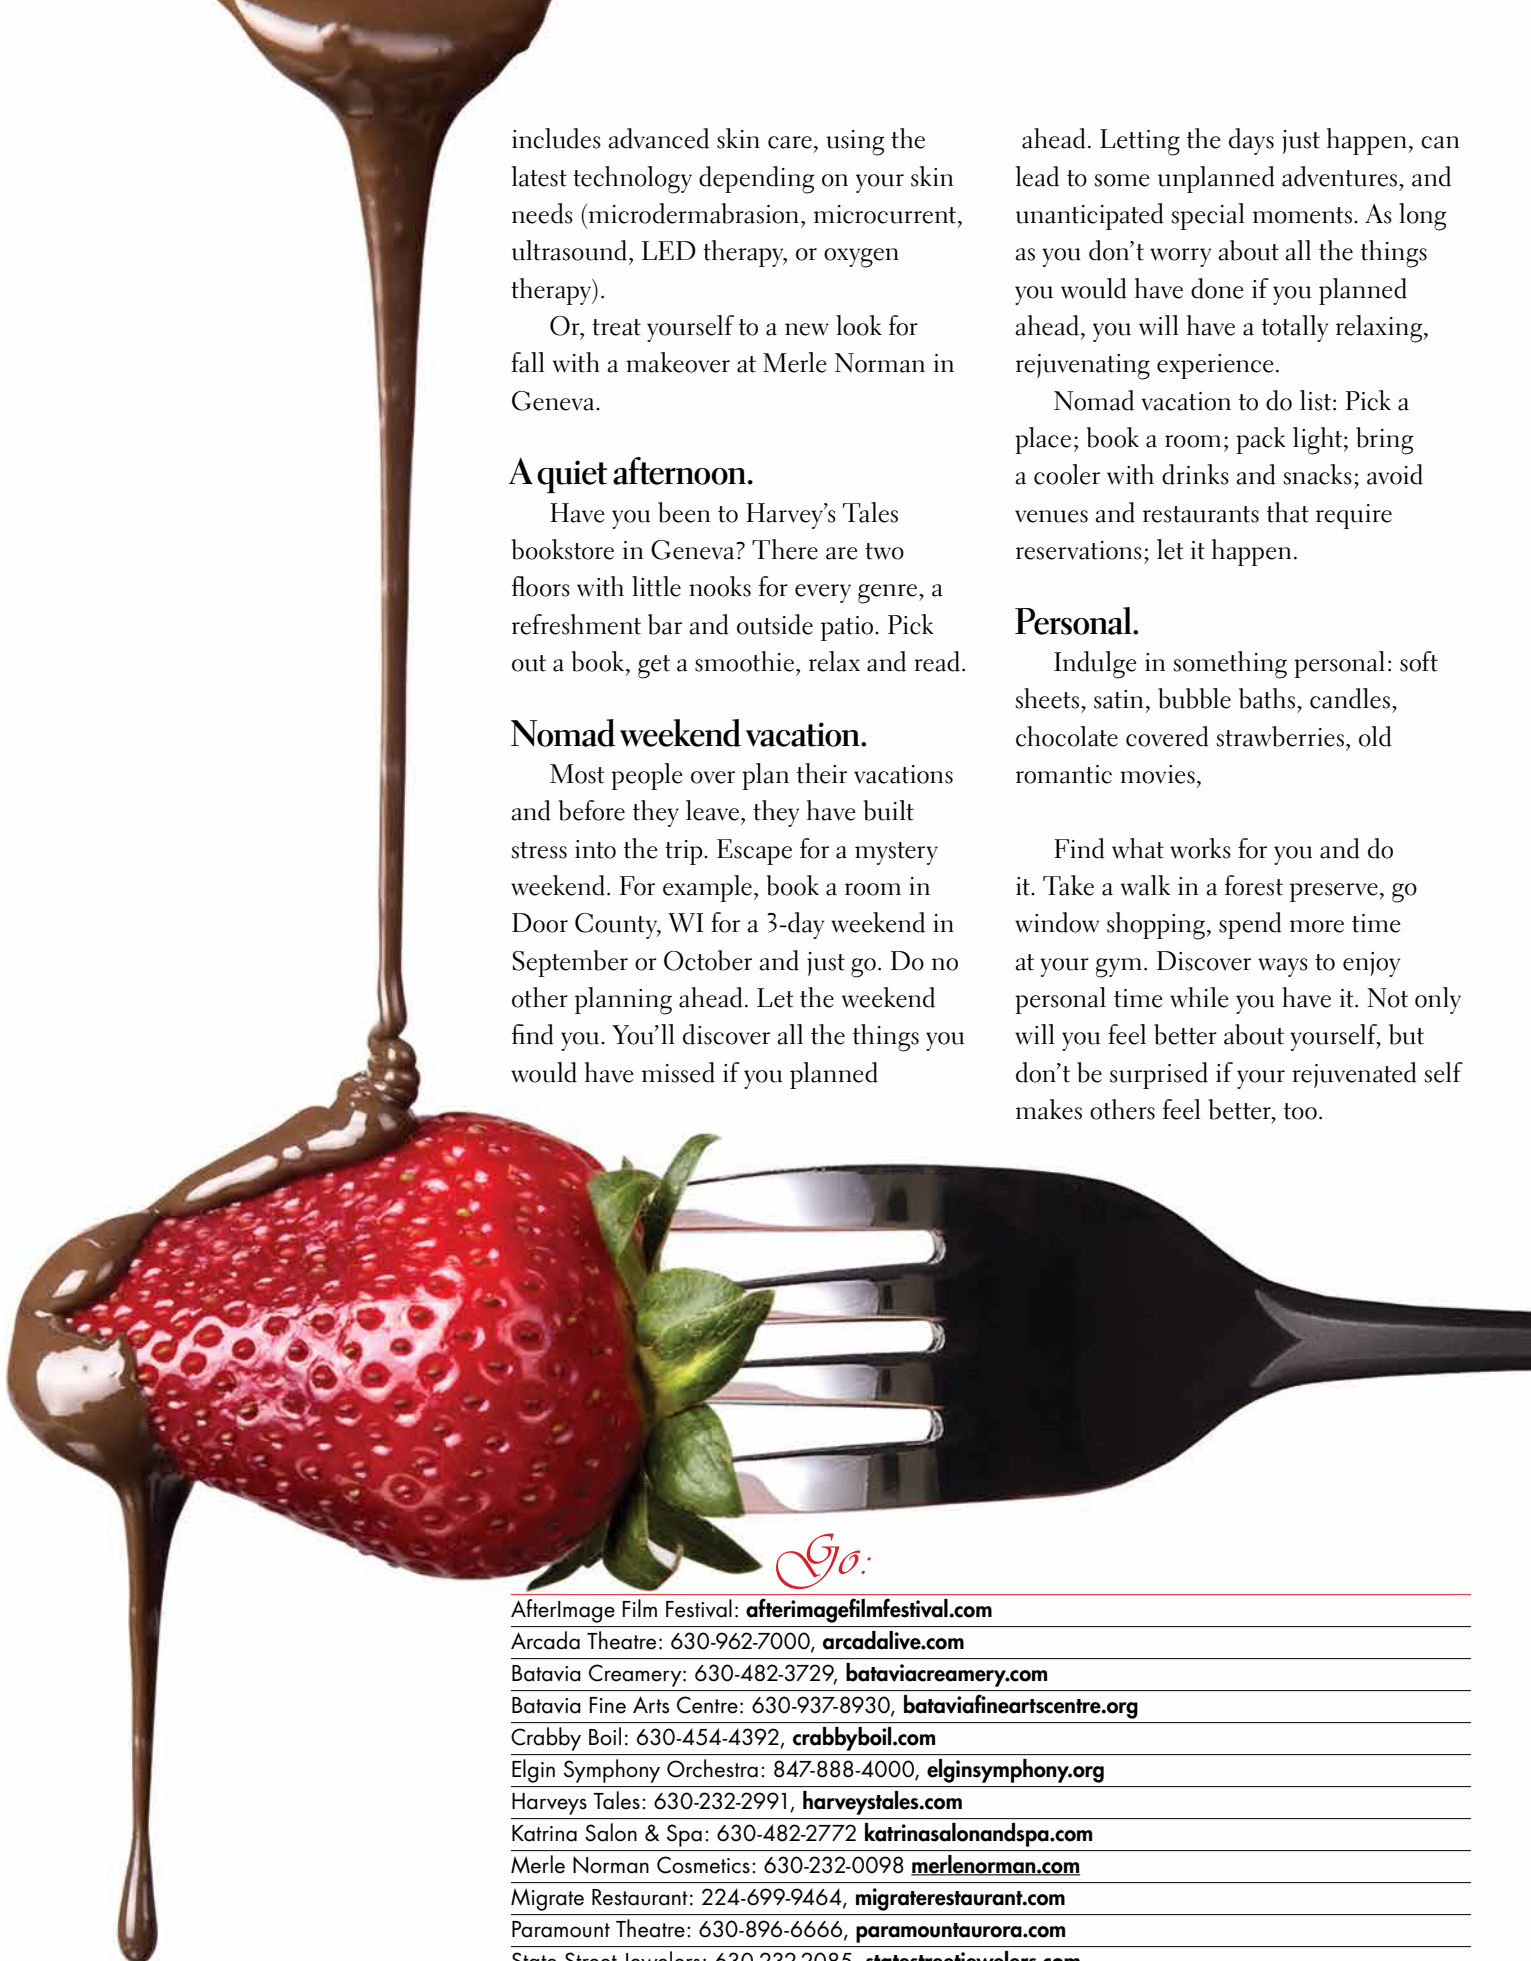 includes advanced skin care, using the
latest technology depending on your skin
needs (microdermabrasion, microcurrent,
ultrasound, LED therapy, or oxygen
therapy).
Or, treat yourself to a new look for
fall with a makeover at Merle Norman in
Geneva.
A quiet afternoon.
Have you been to Harvey’s Tales
bookstore in Geneva? There are two
floors with little nooks for every genre, a
refreshment bar and outside patio. Pick
out a book, get a smoothie, relax and read.
Nomad weekend vacation.
Most people over plan their vacations
and before they leave, they have built
stress into the trip. Escape for a mystery
weekend. For example, book a room in
Door County, WI for a 3-day weekend in
September or October and just go. Do no
other planning ahead. Let the weekend
find you. You’ll discover all the things you
would have missed if you planned
ahead. Letting the days just happen, can
lead to some unplanned adventures, and
unanticipated special moments. As long
as you don’t worry about all the things
you would have done if you planned
ahead, you will have a totally relaxing,
rejuvenating experience.
Nomad vacation to do list: Pick a
place; book a room; pack light; bring
a cooler with drinks and snacks; avoid
venues and restaurants that require
reservations; let it happen.
Personal.
Indulge in something personal: soft
sheets, satin, bubble baths, candles,
chocolate covered strawberries, old
romantic movies,
Find what works for you and do
it. Take a walk in a forest preserve, go
window shopping, spend more time
at your gym. Discover ways to enjoy
personal time while you have it. Not only
will you feel better about yourself, but
don’t be surprised if your rejuvenated self
makes others feel better, too.
Go:
AfterImage Film Festival: afterimagefilmfestival.com
Arcada Theatre: 630-962-7000, arcadalive.com
Batavia Creamery: 630-482-3729, bataviacreamery.com
Batavia Fine Arts Centre: 630-937-8930, bataviafineartscentre.org
Crabby Boil: 630-454-4392, crabbyboil.com
Elgin Symphony Orchestra: 847-888-4000, elginsymphony.org
Harveys Tales: 630-232-2991, harveystales.com
Katrina Salon & Spa: 630-482-2772 katrinasalonandspa.com
Merle Norman Cosmetics: 630-232-0098 merlenorman.com
Migrate Restaurant: 224-699-9464, migraterestaurant.com
Paramount Theatre: 630-896-6666, paramountaurora.com
State Street Jewelers: 630-232-2085, statestreetjewelers.com